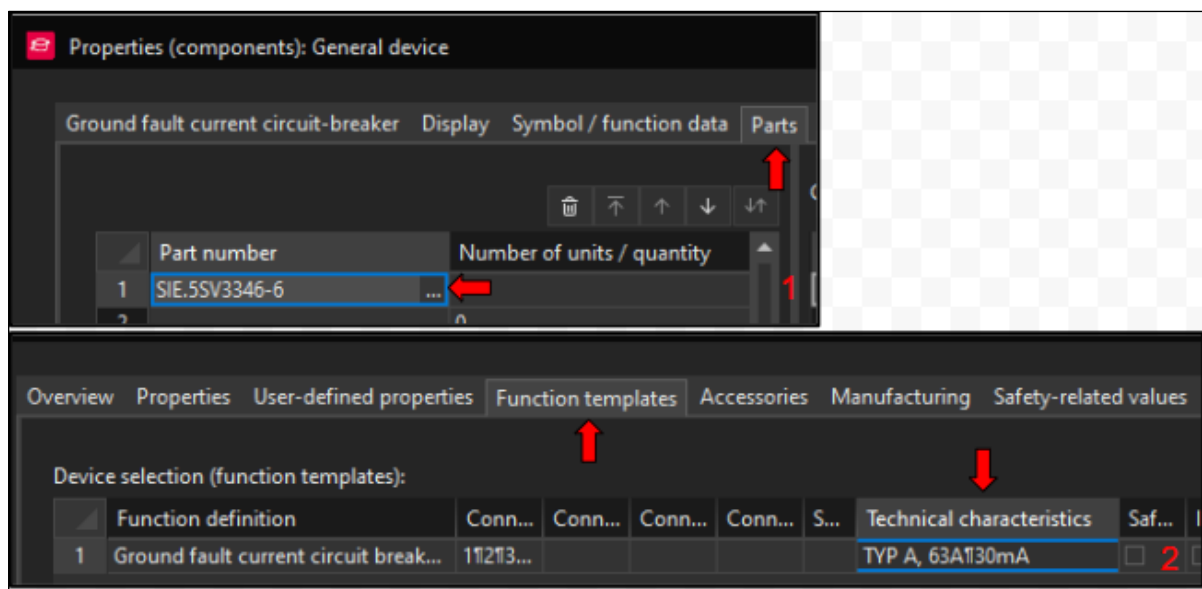 Properties (components): General device
Ground fault current circuit-breaker Display Symbol / function data Parts
Part number Number of units / quantity
1 SIE.5SV3346-6 ... 1
2 0
Overview Properties User-defined properties Function templates Accessories Manufacturing Safety-related values
Device selection (function templates):
Function definition Conn... Conn... Conn... Conn... S... Technical characteristics Saf...
1 Ground fault current circuit break... 1¶2¶3... TYP A, 63A¶30mA 2